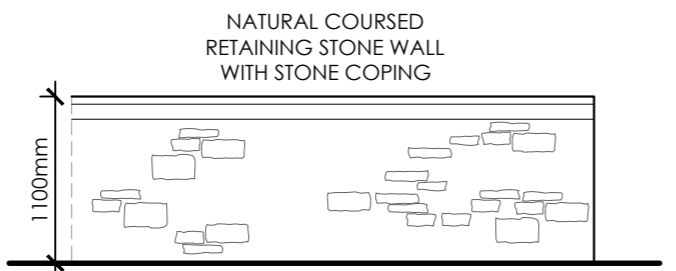 NATURAL COURSED
RETAINING STONE WALL
WITH STONE COPING
1100mm